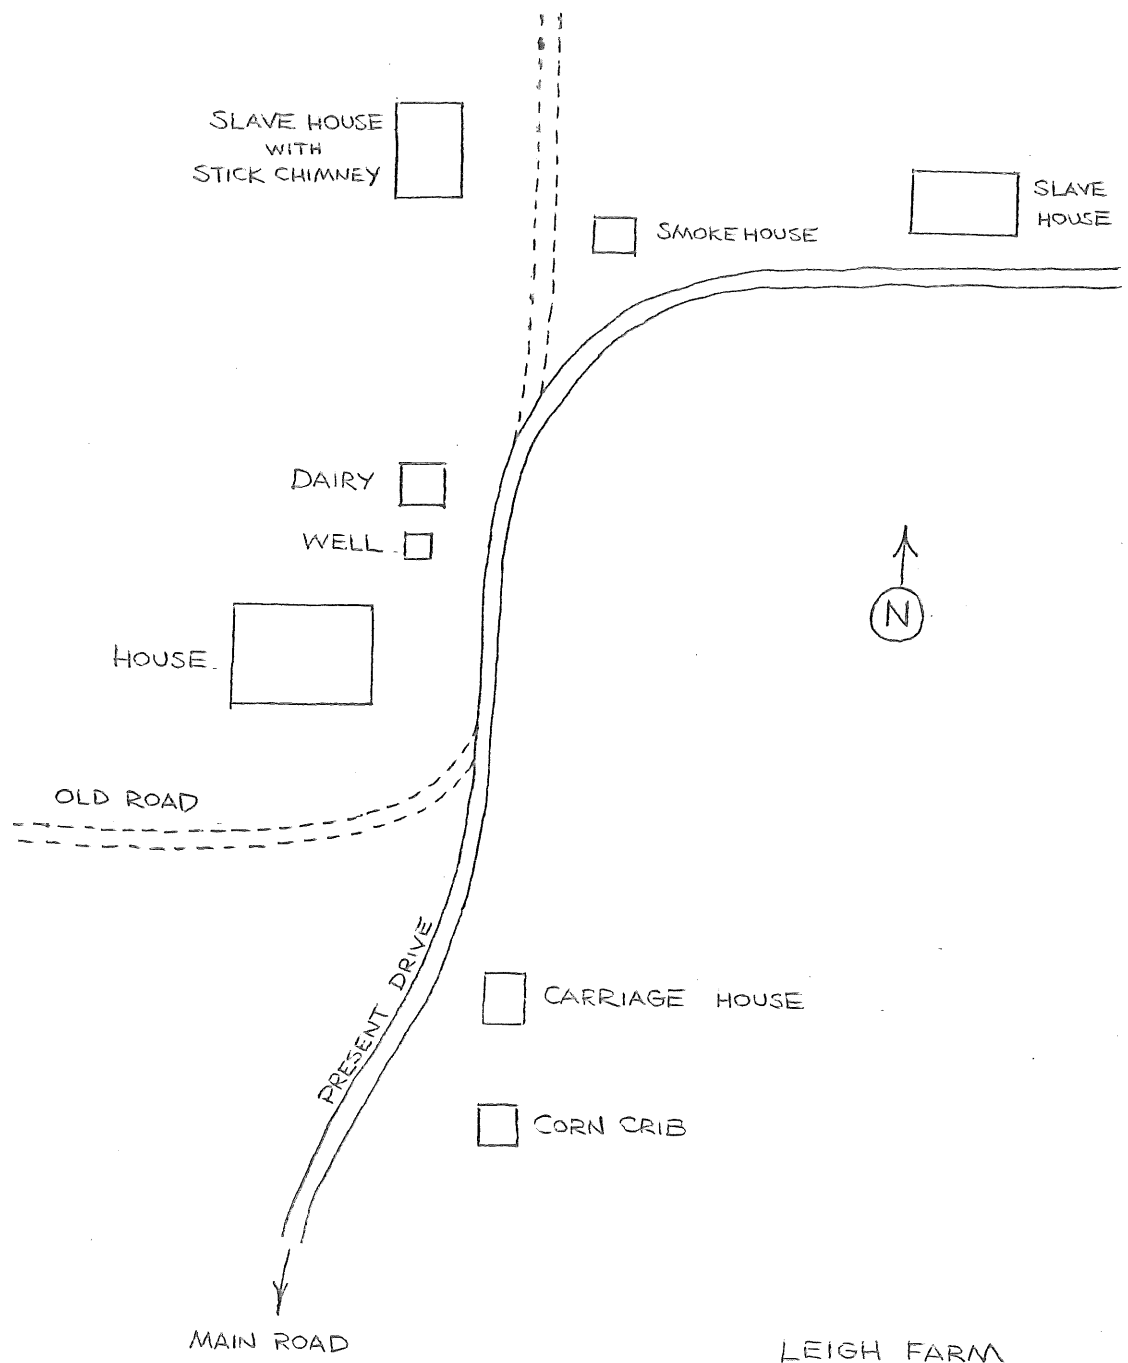 SLAVE HOUSE
WITH
STICK CHIMNEY
SLAVE
HOUSE
SMOKE HOUSE
DAIRY
WELL
N
HOUSE
OLD ROAD
PRESENT DRIVE
CARRIAGE HOUSE
CORN CRIB
MAIN ROAD
LEIGH FARM